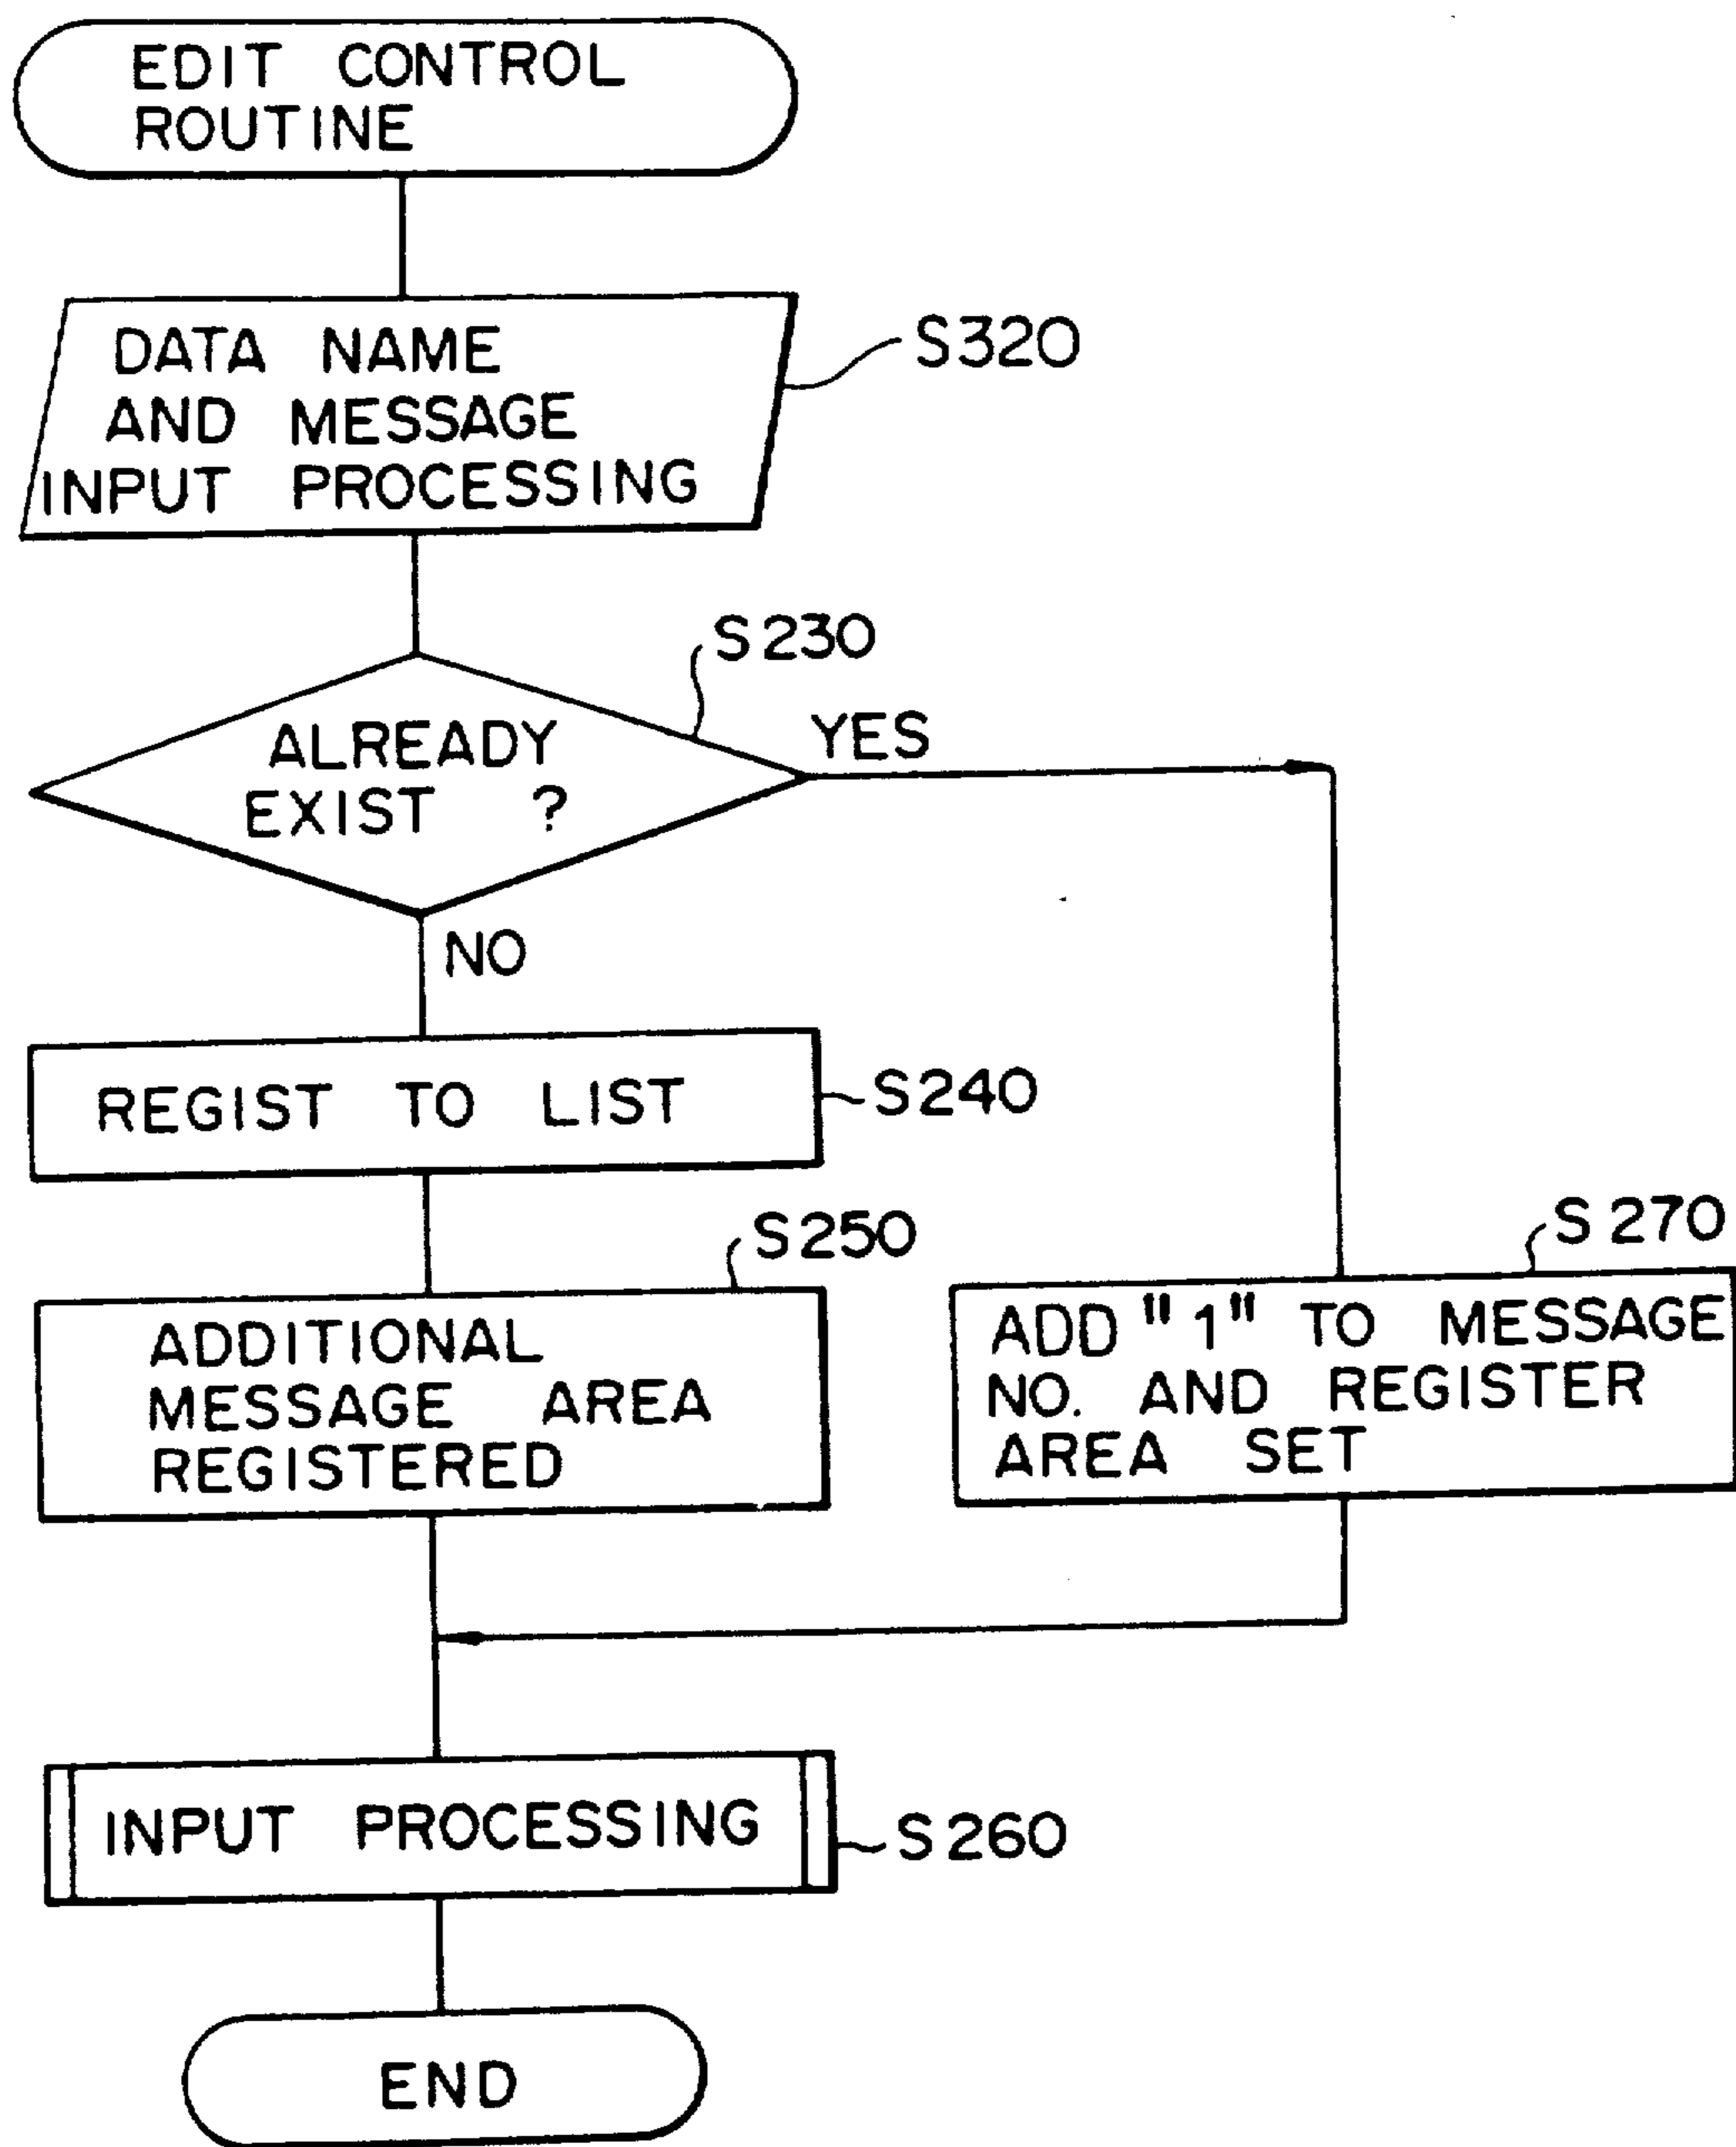 EDIT CONTROL
ROUTINE
DATA NAME
AND MESSAGE
INPUT PROCESSING
S320
S230
ALREADY
EXIST ?
YES
NO
REGIST TO LIST
S240
S250
ADDITIONAL
MESSAGE AREA
REGISTERED
S270
ADD "1" TO MESSAGE
NO. AND REGISTER
AREA SET
INPUT PROCESSING
S260
END